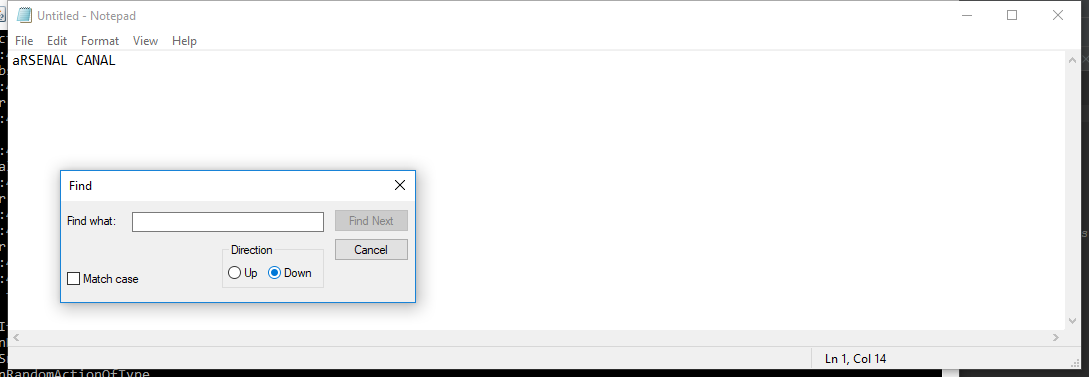 Untitled - Notepad
File Edit Format View Help
aRSENAL CANAL
Find
Find what:
Find Next
Direction
Cancel
Up Down
Match case
Ln 1, Col 14
nRandomActionOfType